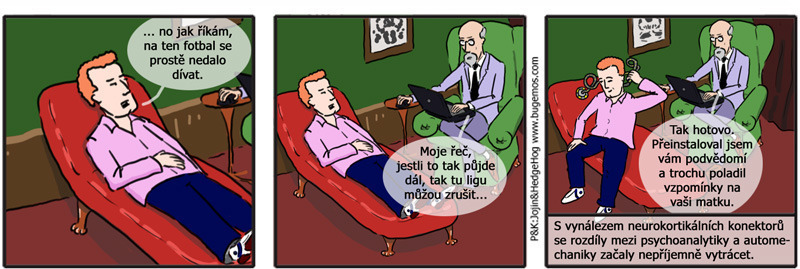 ... no jak říkám,
na ten fotbal se
prostě nedalo
dívat.
Moje řeč,
jestli to tak půjde
dál, tak tu ligu
můžou zrušit...
P&K:Jojin&HedgeHog www.bugemos.com
Tak hotovo.
Přeinstaloval jsem
vám podvědomí
a trochu poladil
vzpomínky na
vaši matku.
S vynálezem neurokortikálních konektorů
se rozdíly mezi psychoanalytiky a autome-
chaniky začaly nepříjemně vytrácet.